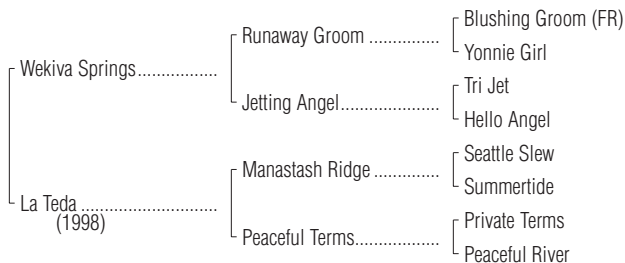 Blushing Groom (FR)
Runaway Groom ...............
Yonnie Girl
Wekiva Springs.................
Tri Jet
Jetting Angel.....................
Hello Angel
Seattle Slew
Manastash Ridge ..............
Summertide
La Teda .............................
(1998)
Private Terms
Peaceful Terms..................
Peaceful River